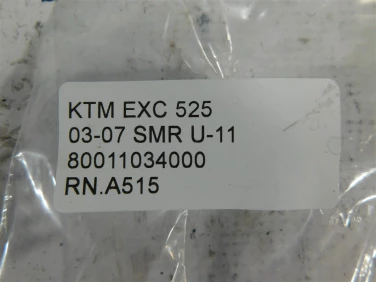 KTM EXC 525
03-07 SMR U-11
80011034000
RN.A515